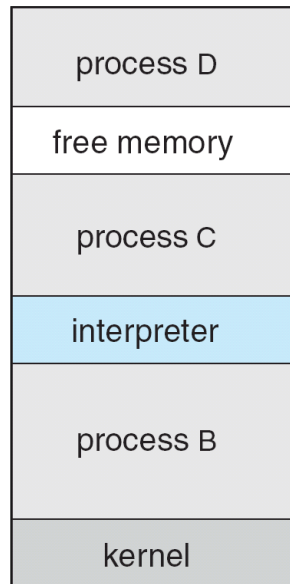 process D
free memory
process C
interpreter
process B
kernel